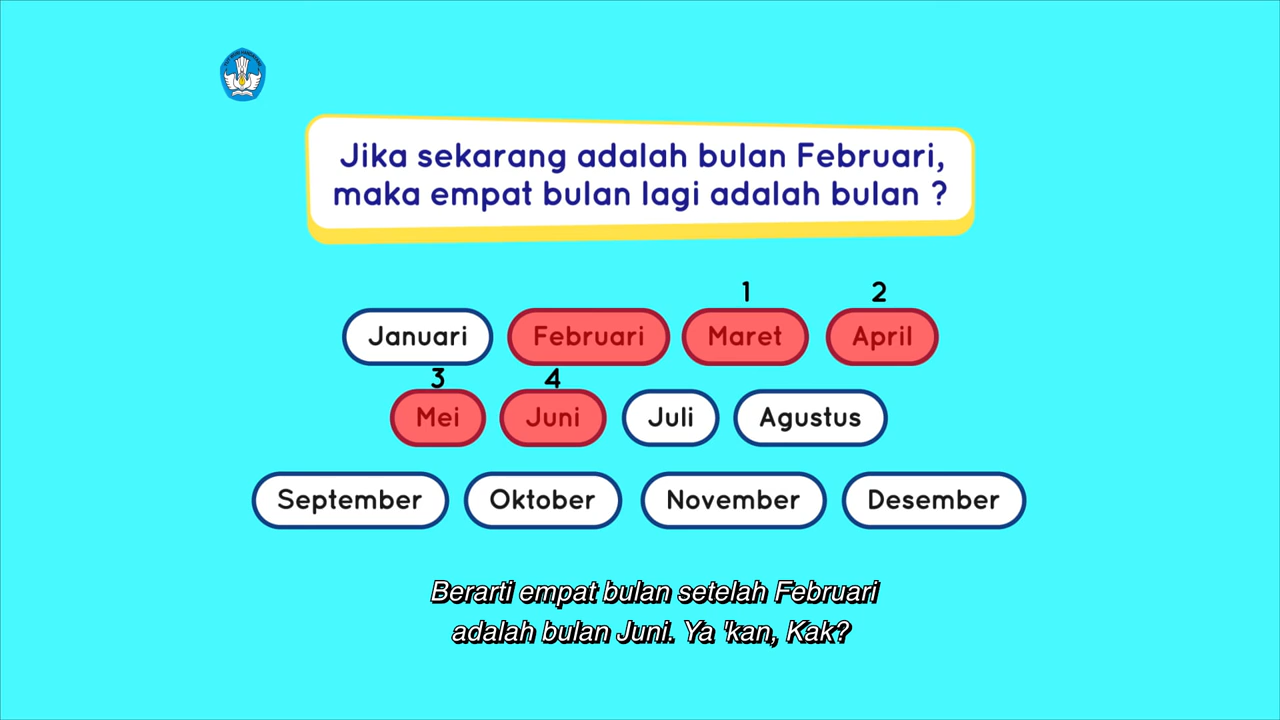 Jika sekarang adalah bulan Februari,
maka empat bulan lagi adalah bulan ?
1 2
Januari Februari Maret April
3 4
Mei Juni Juli Agustus
September Oktober November Desember
Berarti empat bulan setelah Februari
adalah bulan Juni. Ya 'kan, Kak?